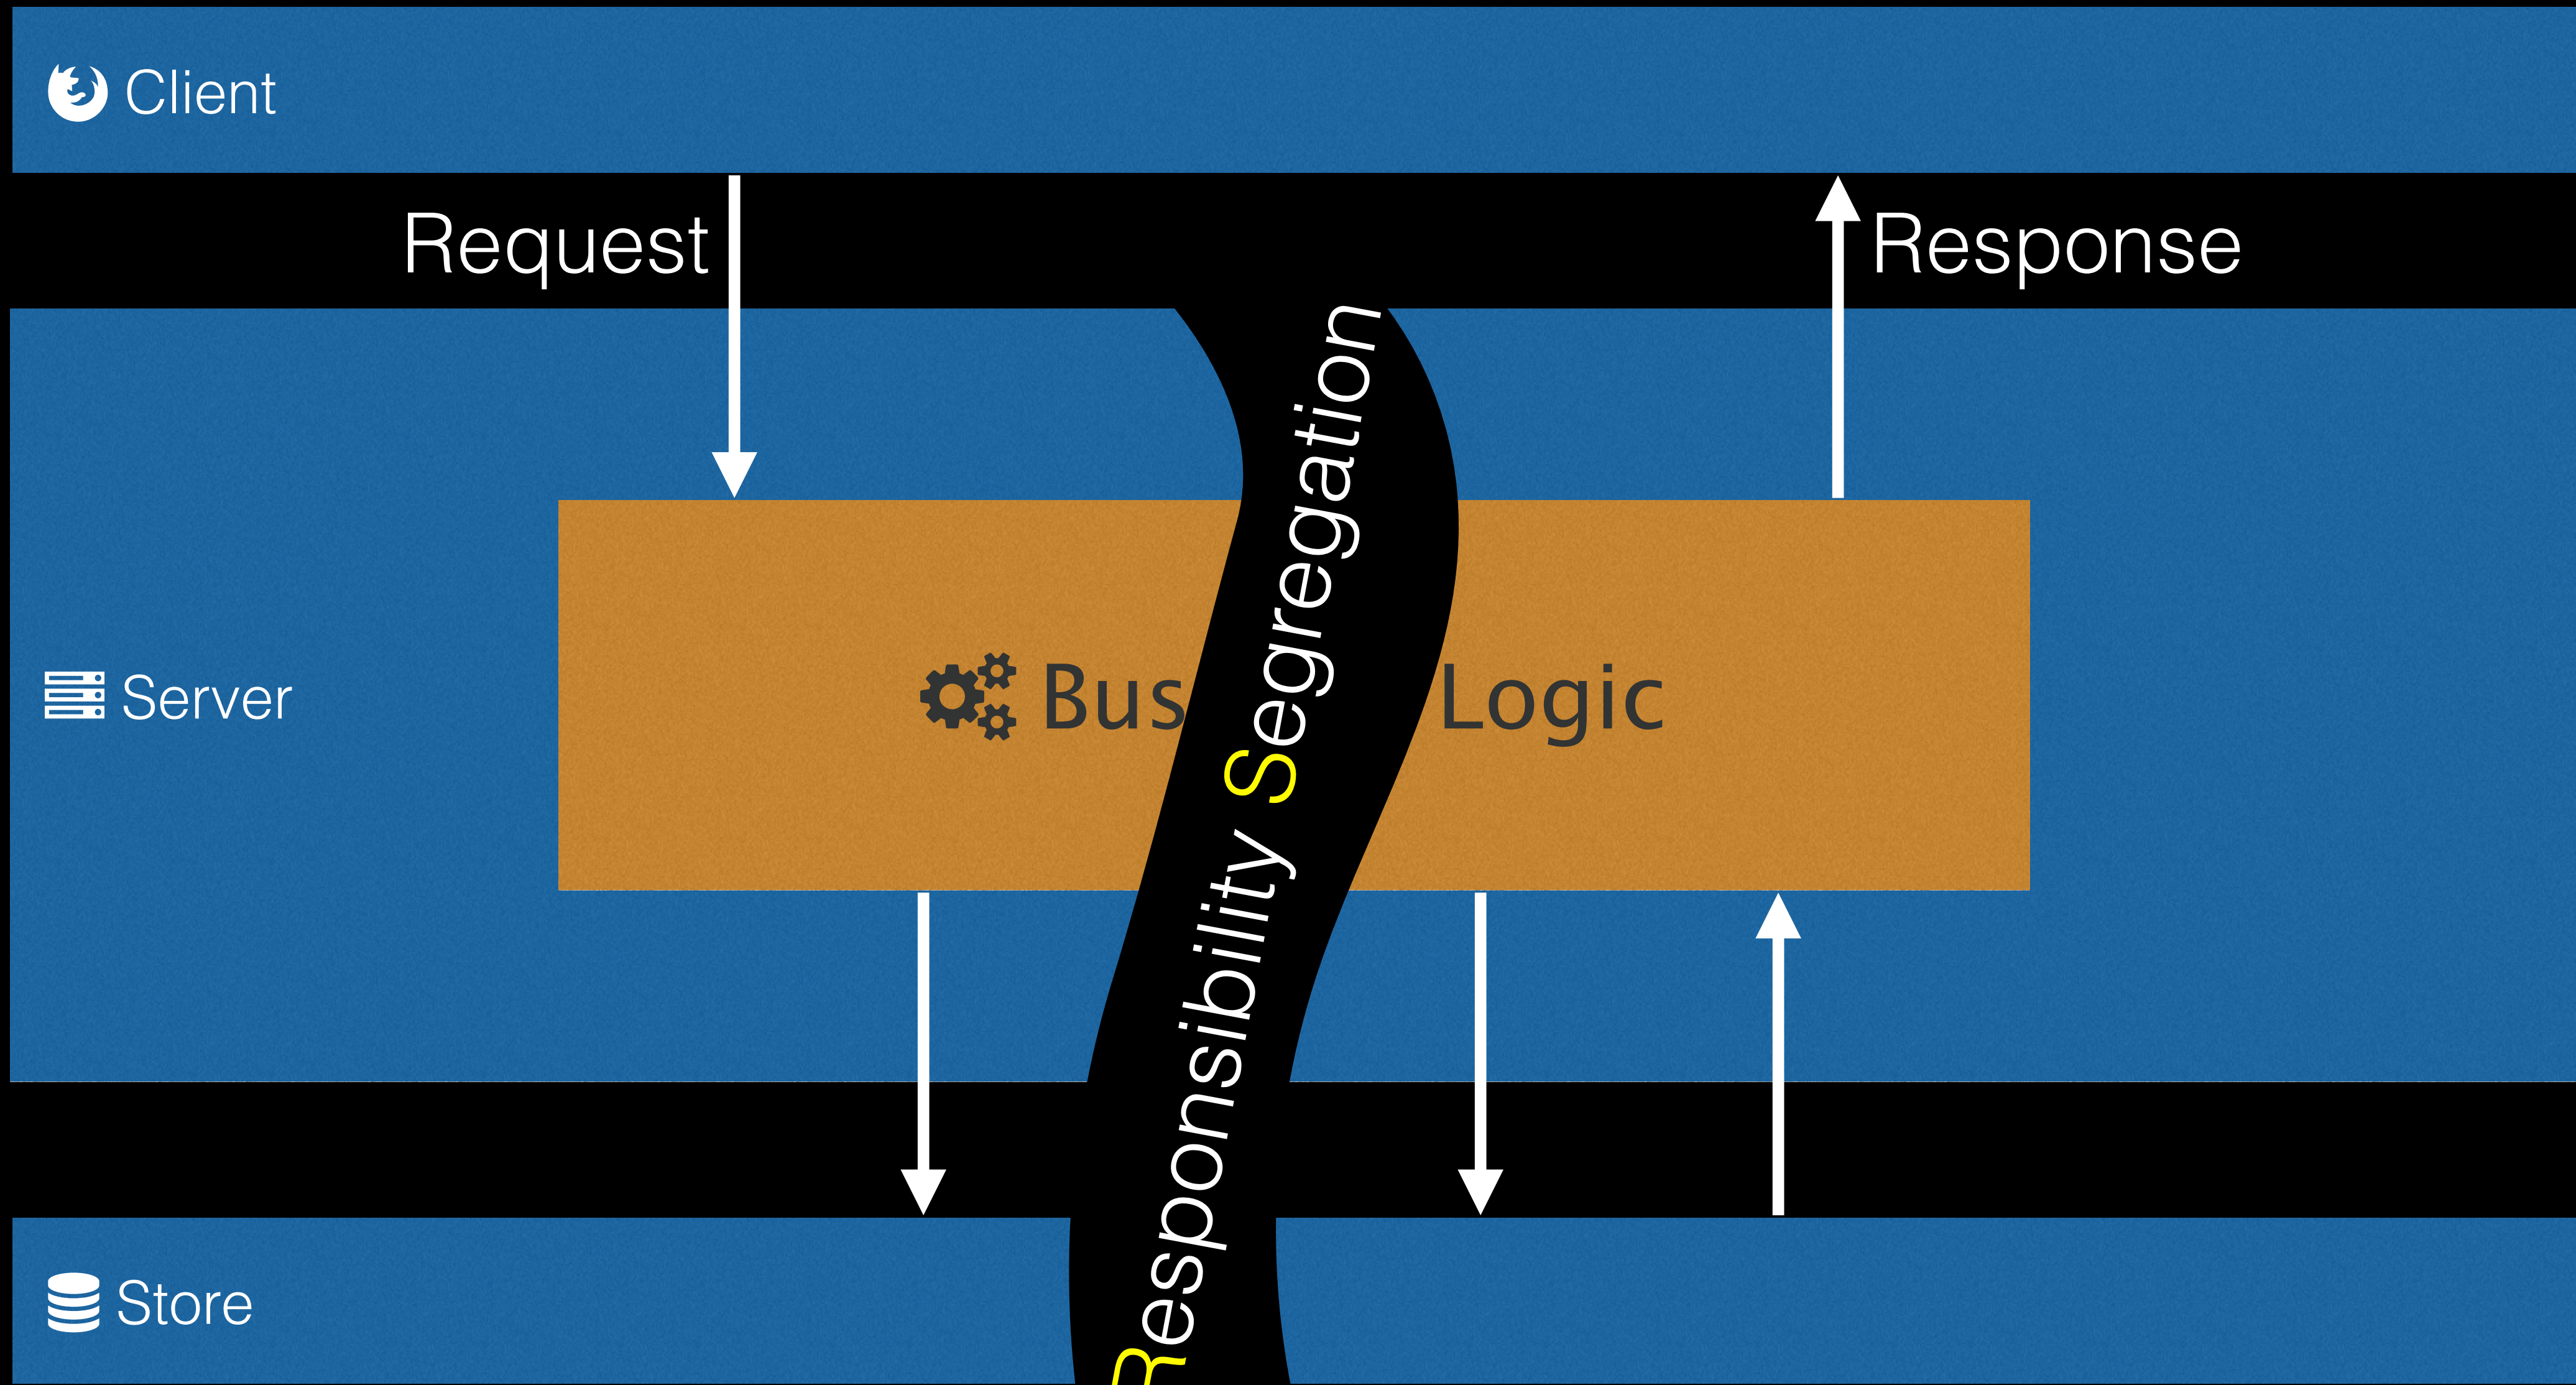 Client
Request
Response
Responsibility Segregation
Server
Bus
Logic
Store